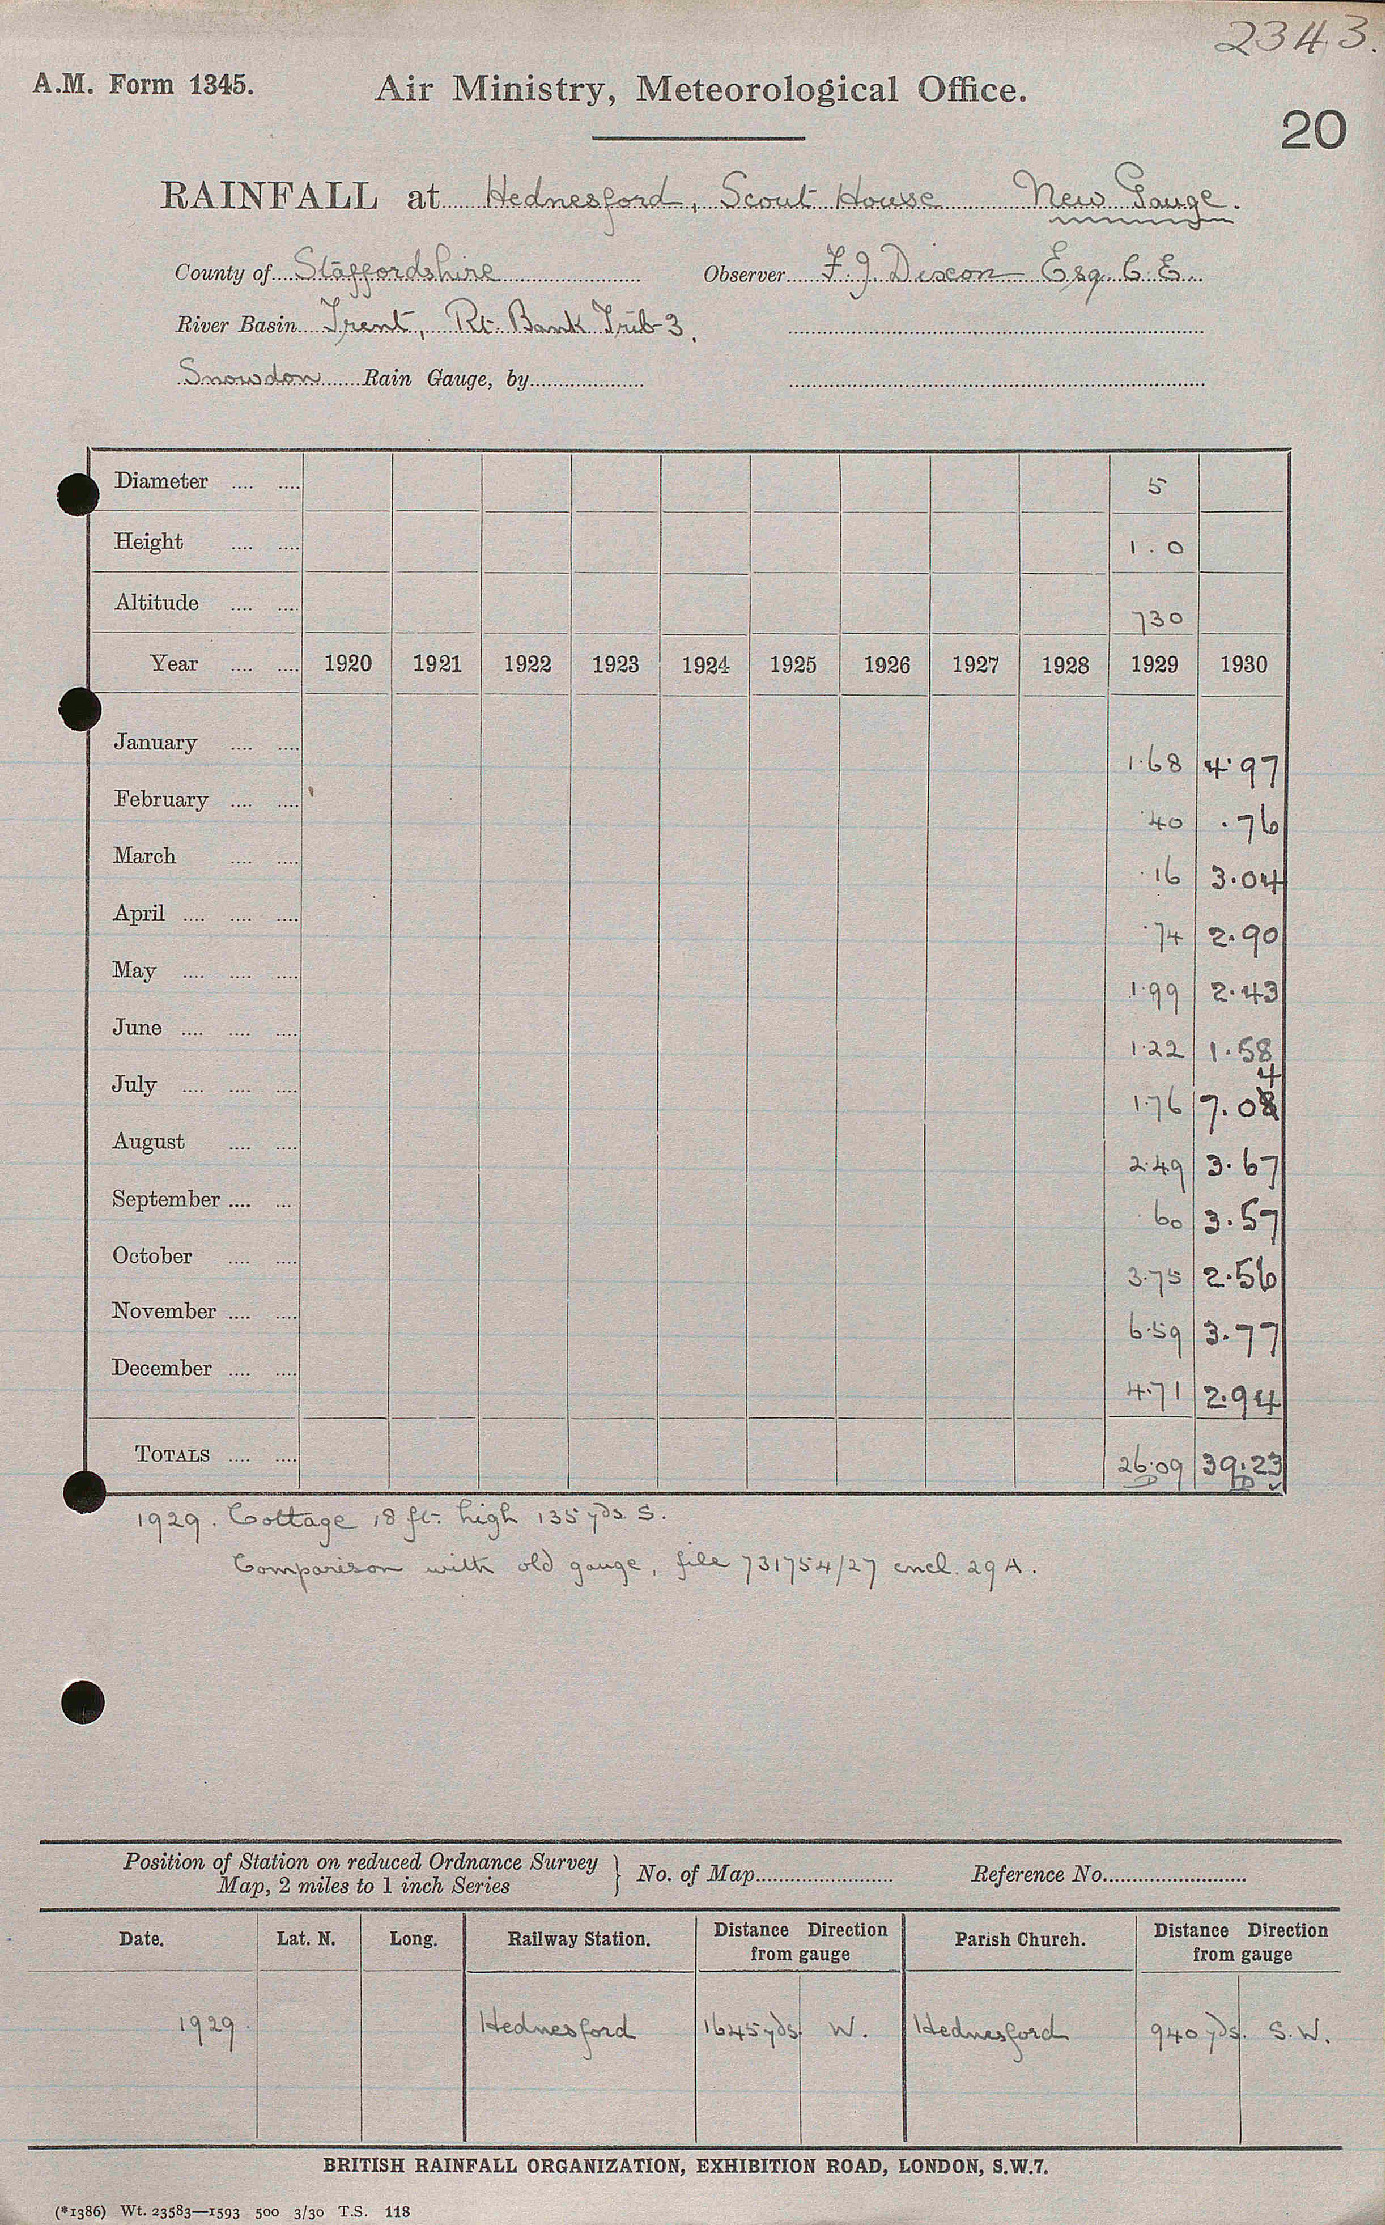 2343.
A.M. Form 1345. Air Ministry, Meteorological Office.
20
RAINFALL at Hednesford, Scout House New Gauge.
County of Staffordshire Observer F. J. Dixon Esq. C.E.
River Basin Trent, Rt. Bank Trib 3.
Snowdon Rain Gauge, by
Diameter .... .... 5
Height .... .... 1.0
Altitude .... .... 730
Year .... .... 1920 1921 1922 1923 1924 1925 1926 1927 1928 1929 1930
January .... .... 1.68 4.97
February .... .... .40 .76
March .... .... .16 3.04
April .... .... .... .74 2.90
May .... .... .... 1.99 2.43
June .... .... .... 1.22 1.58
July .... .... .... 1.76 7.04
August .... .... 2.49 3.67
September .... ... .60 3.57
October .... .... 3.75 2.56
November .... .... 6.59 3.77
December .... .... 4.71 2.94
TOTALS .... .... 26.09 39.23
1929. Cottage 18 ft. high 135 yds. S.
Comparison with old gauge, file 731754/27 encl. 29A.
Position of Station on reduced Ordnance Survey
Map, 2 miles to 1 inch Series } No. of Map Reference No.
Date. Lat. N. Long. Railway Station. Distance Direction from gauge Parish Church. Distance Direction from gauge
1929. Hednesford 1645 yds. W. Hednesford 940 yds. S.W.
BRITISH RAINFALL ORGANIZATION, EXHIBITION ROAD, LONDON, S.W.7.
(*1386) Wt. 23583—1593 500 3/30 T.S. 118